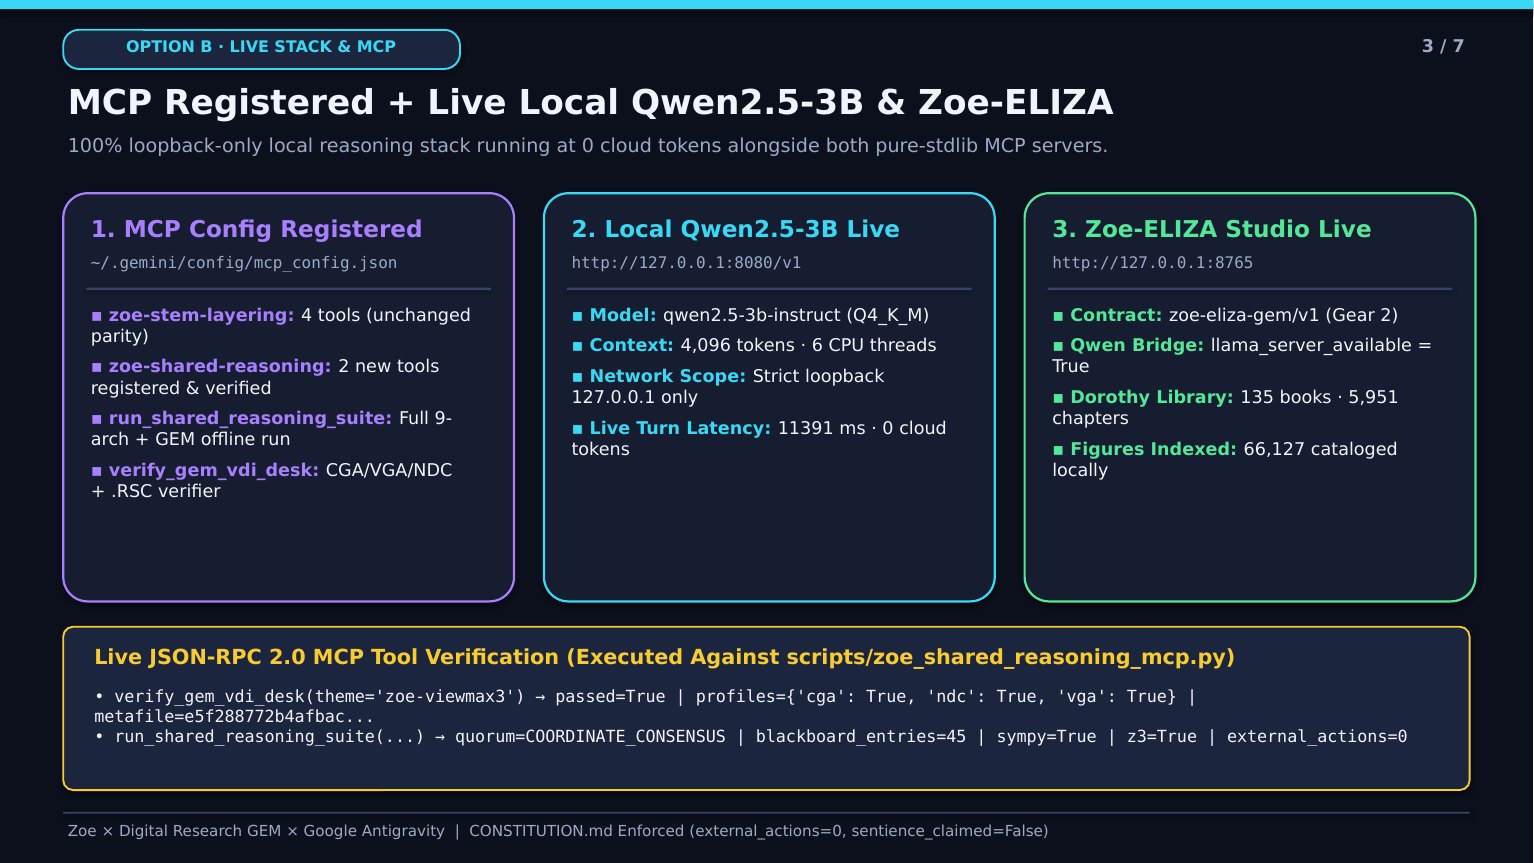 OPTION B · LIVE STACK & MCP
3 / 7
MCP Registered + Live Local Qwen2.5-3B & Zoe-ELIZA
100% loopback-only local reasoning stack running at 0 cloud tokens alongside both pure-stdlib MCP servers.
1. MCP Config Registered
~/.gemini/config/mcp_config.json
▪ zoe-stem-layering: 4 tools (unchanged
parity)
▪ zoe-shared-reasoning: 2 new tools
registered & verified
▪ run_shared_reasoning_suite: Full 9-
arch + GEM offline run
▪ verify_gem_vdi_desk: CGA/VGA/NDC
+ .RSC verifier
2. Local Qwen2.5-3B Live
http://127.0.0.1:8080/v1
▪ Model: qwen2.5-3b-instruct (Q4_K_M)
▪ Context: 4,096 tokens · 6 CPU threads
▪ Network Scope: Strict loopback
127.0.0.1 only
▪ Live Turn Latency: 11391 ms · 0 cloud
tokens
3. Zoe-ELIZA Studio Live
http://127.0.0.1:8765
▪ Contract: zoe-eliza-gem/v1 (Gear 2)
▪ Qwen Bridge: llama_server_available =
True
▪ Dorothy Library: 135 books · 5,951
chapters
▪ Figures Indexed: 66,127 cataloged
locally
Live JSON-RPC 2.0 MCP Tool Verification (Executed Against scripts/zoe_shared_reasoning_mcp.py)
• verify_gem_vdi_desk(theme='zoe-viewmax3') → passed=True | profiles={'cga': True, 'ndc': True, 'vga': True} |
metafile=e5f288772b4afbac...
• run_shared_reasoning_suite(...) → quorum=COORDINATE_CONSENSUS | blackboard_entries=45 | sympy=True | z3=True | external_actions=0
Zoe × Digital Research GEM × Google Antigravity | CONSTITUTION.md Enforced (external_actions=0, sentience_claimed=False)